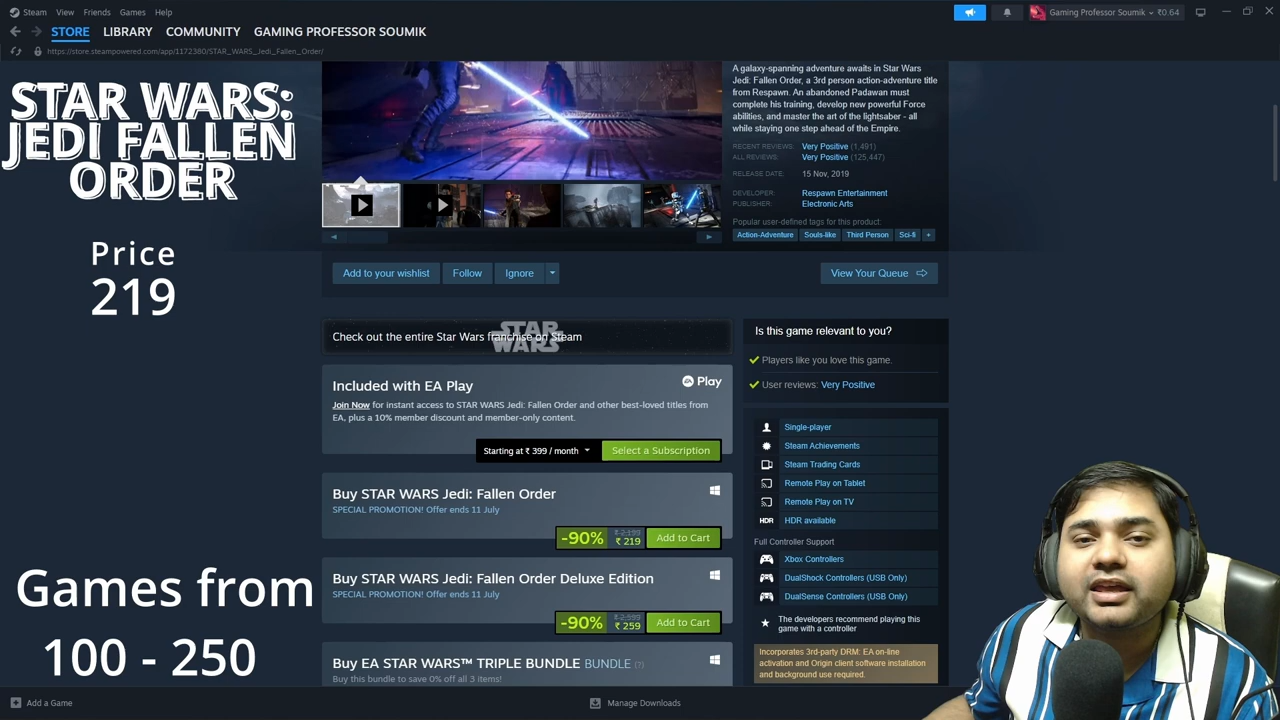 Steam View Friends Games Help
Gaming Professor Soumik ₹0.64
STORE LIBRARY COMMUNITY GAMING PROFESSOR SOUMIK
https://store.steampowered.com/app/1172380/STAR_WARS_Jedi_Fallen_Order/
STAR WARS:
JEDI FALLEN
ORDER
Price
219
Games from
100 - 250
A galaxy-spanning adventure awaits in Star Wars
Jedi: Fallen Order, a 3rd person action-adventure title
from Respawn. An abandoned Padawan must
complete his training, develop new powerful Force
abilities, and master the art of the lightsaber - all
while staying one step ahead of the Empire.
RECENT REVIEWS: Very Positive (1,491)
ALL REVIEWS: Very Positive (125,447)
RELEASE DATE: 15 Nov, 2019
DEVELOPER: Respawn Entertainment
PUBLISHER: Electronic Arts
Popular user-defined tags for this product:
Action-Adventure Souls-like Third Person Sci-fi +
Add to your wishlist Follow Ignore View Your Queue
Check out the entire Star Wars franchise on Steam
STAR
WARS
Included with EA Play
EA Play
Join Now for instant access to STAR WARS Jedi: Fallen Order and other best-loved titles from
EA, plus a 10% member discount and member-only content.
Starting at ₹ 399 / month Select a Subscription
Buy STAR WARS Jedi: Fallen Order
SPECIAL PROMOTION! Offer ends 11 July
-90% ₹ 2,199 ₹ 219 Add to Cart
Buy STAR WARS Jedi: Fallen Order Deluxe Edition
SPECIAL PROMOTION! Offer ends 11 July
-90% ₹ 2,599 ₹ 259 Add to Cart
Buy EA STAR WARS™ TRIPLE BUNDLE BUNDLE (?)
Buy this bundle to save 0% off all 3 items!
Is this game relevant to you?
Players like you love this game.
User reviews: Very Positive
Single-player
Steam Achievements
Steam Trading Cards
Remote Play on Tablet
Remote Play on TV
HDR HDR available
Full Controller Support
Xbox Controllers
DualShock Controllers (USB Only)
DualSense Controllers (USB Only)
The developers recommend playing this
game with a controller
Incorporates 3rd-party DRM: EA on-line
activation and Origin client software installation
and background use required.
Add a Game Manage Downloads